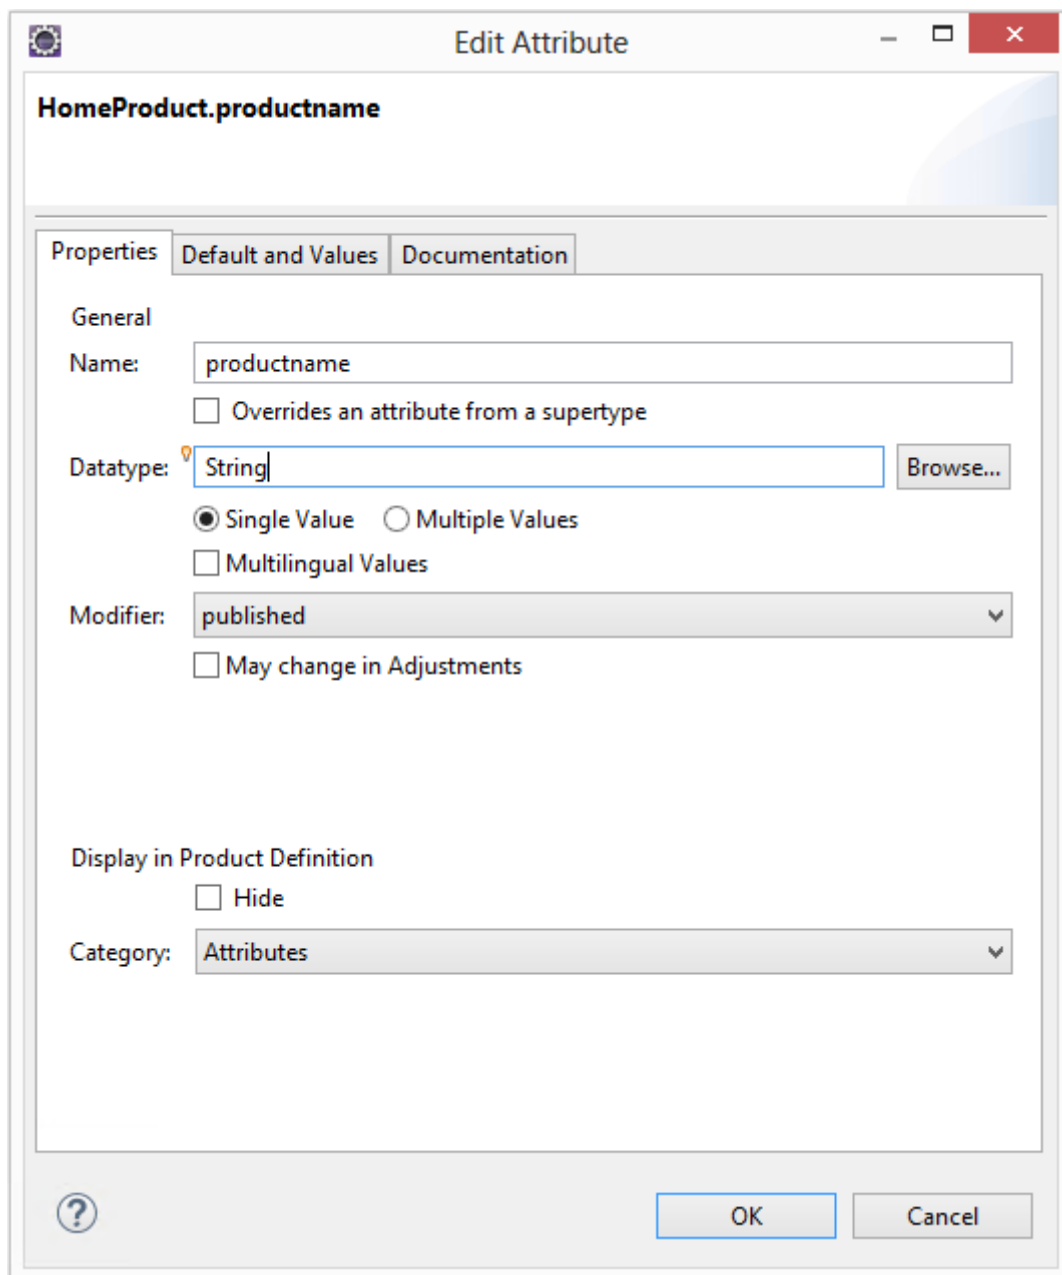 Edit Attribute
HomeProduct.productname
Properties Default and Values Documentation
General
Name: productname
Overrides an attribute from a supertype
Datatype: String Browse...
Single Value Multiple Values
Multilingual Values
Modifier: published
May change in Adjustments
Display in Product Definition
Hide
Category: Attributes
? OK Cancel